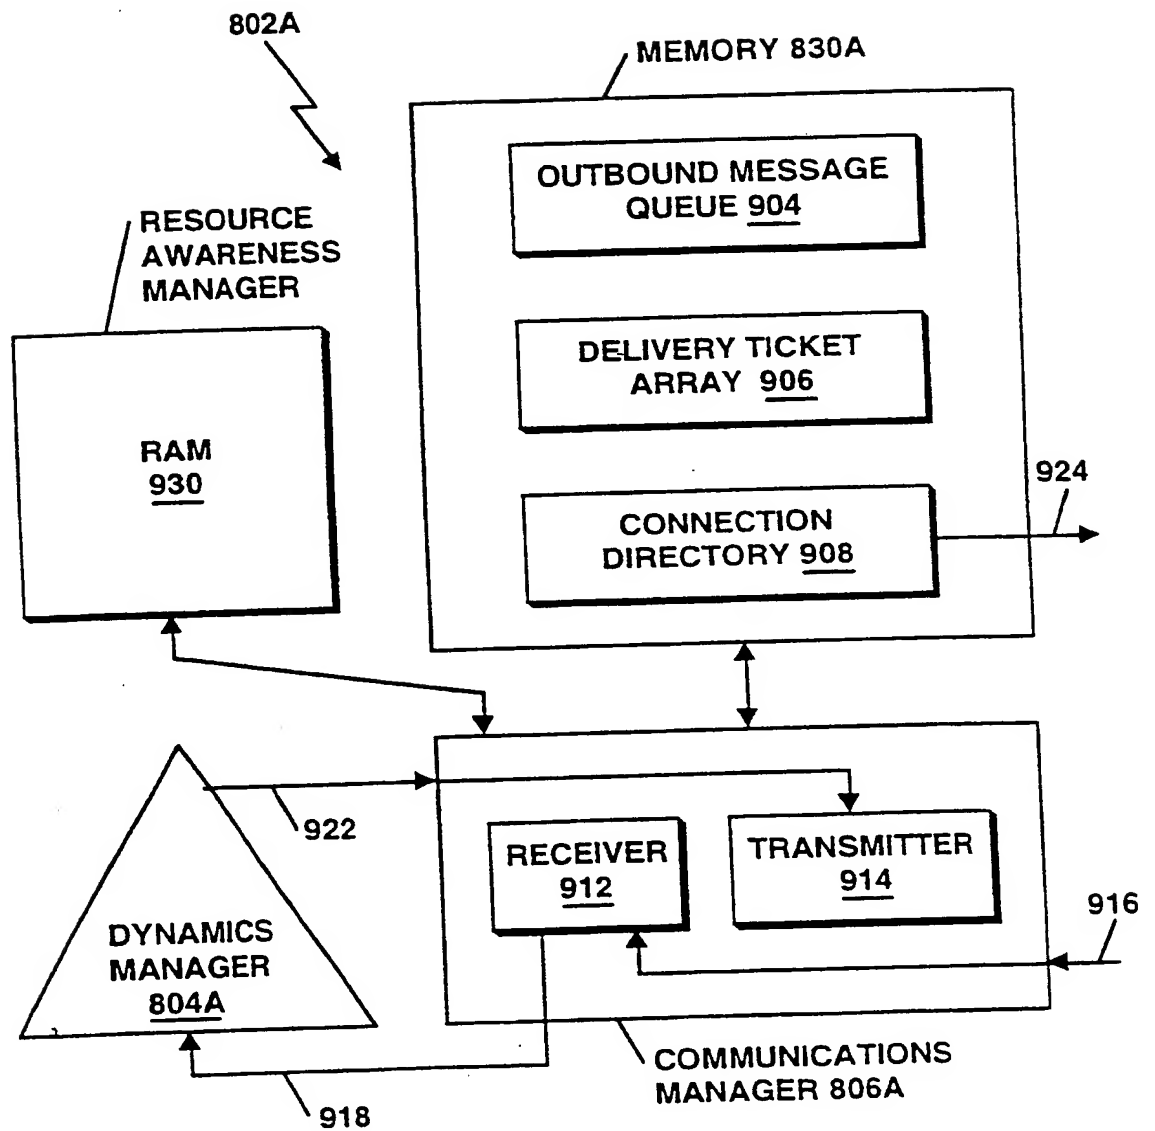 802A
MEMORY 830A
OUTBOUND MESSAGE
QUEUE 904
RESOURCE
AWARENESS
MANAGER
DELIVERY TICKET
ARRAY 906
RAM
930
924
CONNECTION
DIRECTORY 908
922
RECEIVER
912
TRANSMITTER
914
916
DYNAMICS
MANAGER
804A
COMMUNICATIONS
MANAGER 806A
918